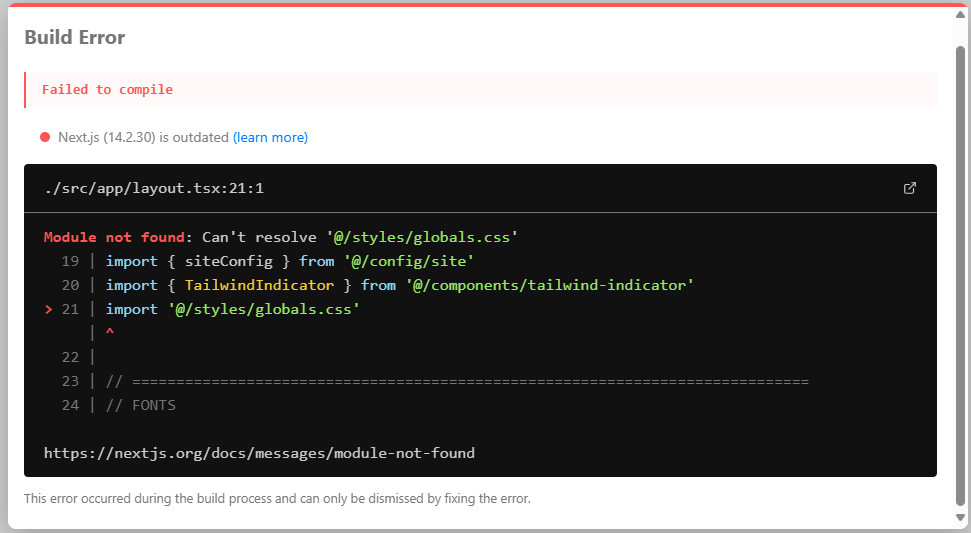 Build Error
Failed to compile
Next.js (14.2.30) is outdated (learn more)
./src/app/layout.tsx:21:1
Module not found: Can't resolve '@/styles/globals.css'
19 | import { siteConfig } from '@/config/site'
20 | import { TailwindIndicator } from '@/components/tailwind-indicator'
> 21 | import '@/styles/globals.css'
| ^
22 |
23 | // =============================================================================
24 | // FONTS
https://nextjs.org/docs/messages/module-not-found
This error occurred during the build process and can only be dismissed by fixing the error.